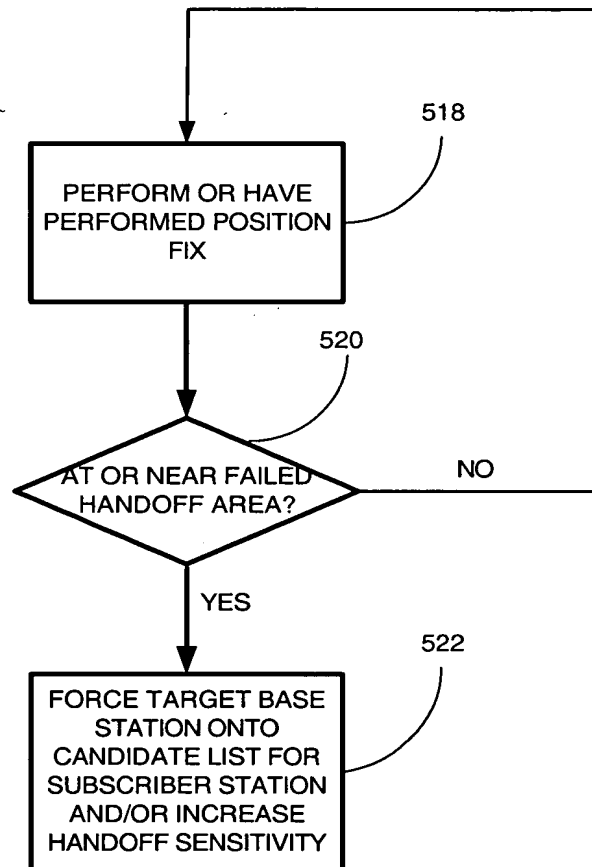 518
PERFORM OR HAVE
PERFORMED POSITION
FIX
520
AT OR NEAR FAILED
HANDOFF AREA?
NO
YES
522
FORCE TARGET BASE
STATION ONTO
CANDIDATE LIST FOR
SUBSCRIBER STATION
AND/OR INCREASE
HANDOFF SENSITIVITY